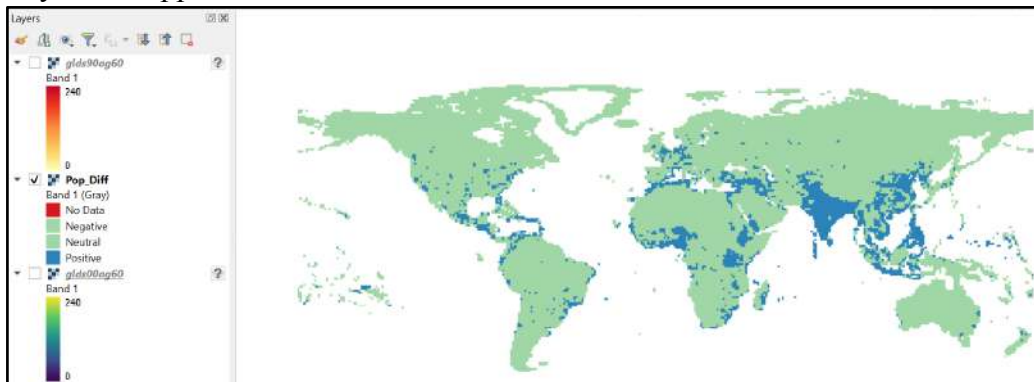 Layers
glds90ag60
Band 1
240
0
Pop_Diff
Band 1 (Gray)
No Data
Negative
Neutral
Positive
glds00ag60
Band 1
240
0